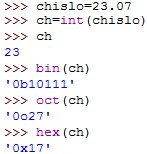 >>> chislo=23.07
>>> ch=int(chislo)
>>> ch
23
>>> bin(ch)
'0b10111'
>>> oct(ch)
'0o27'
>>> hex(ch)
'0x17'